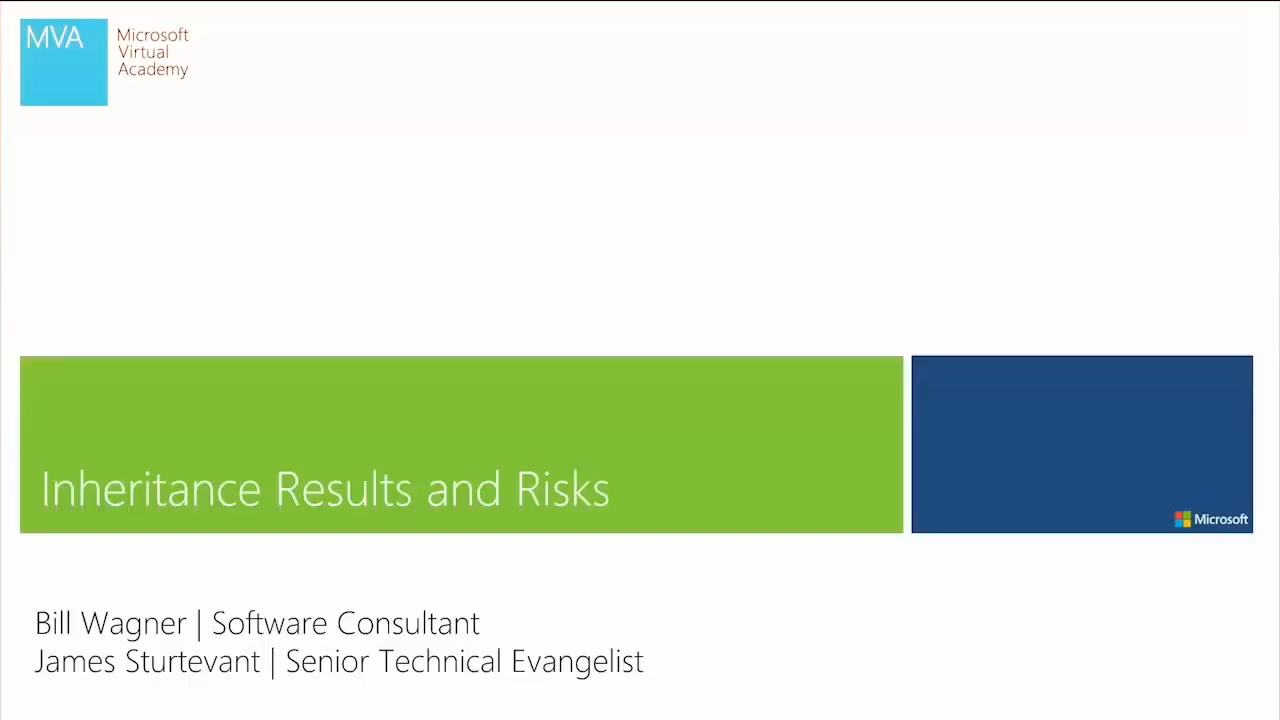 MVA
Microsoft
Virtual
Academy
Inheritance Results and Risks
Microsoft
Bill Wagner | Software Consultant
James Sturtevant | Senior Technical Evangelist